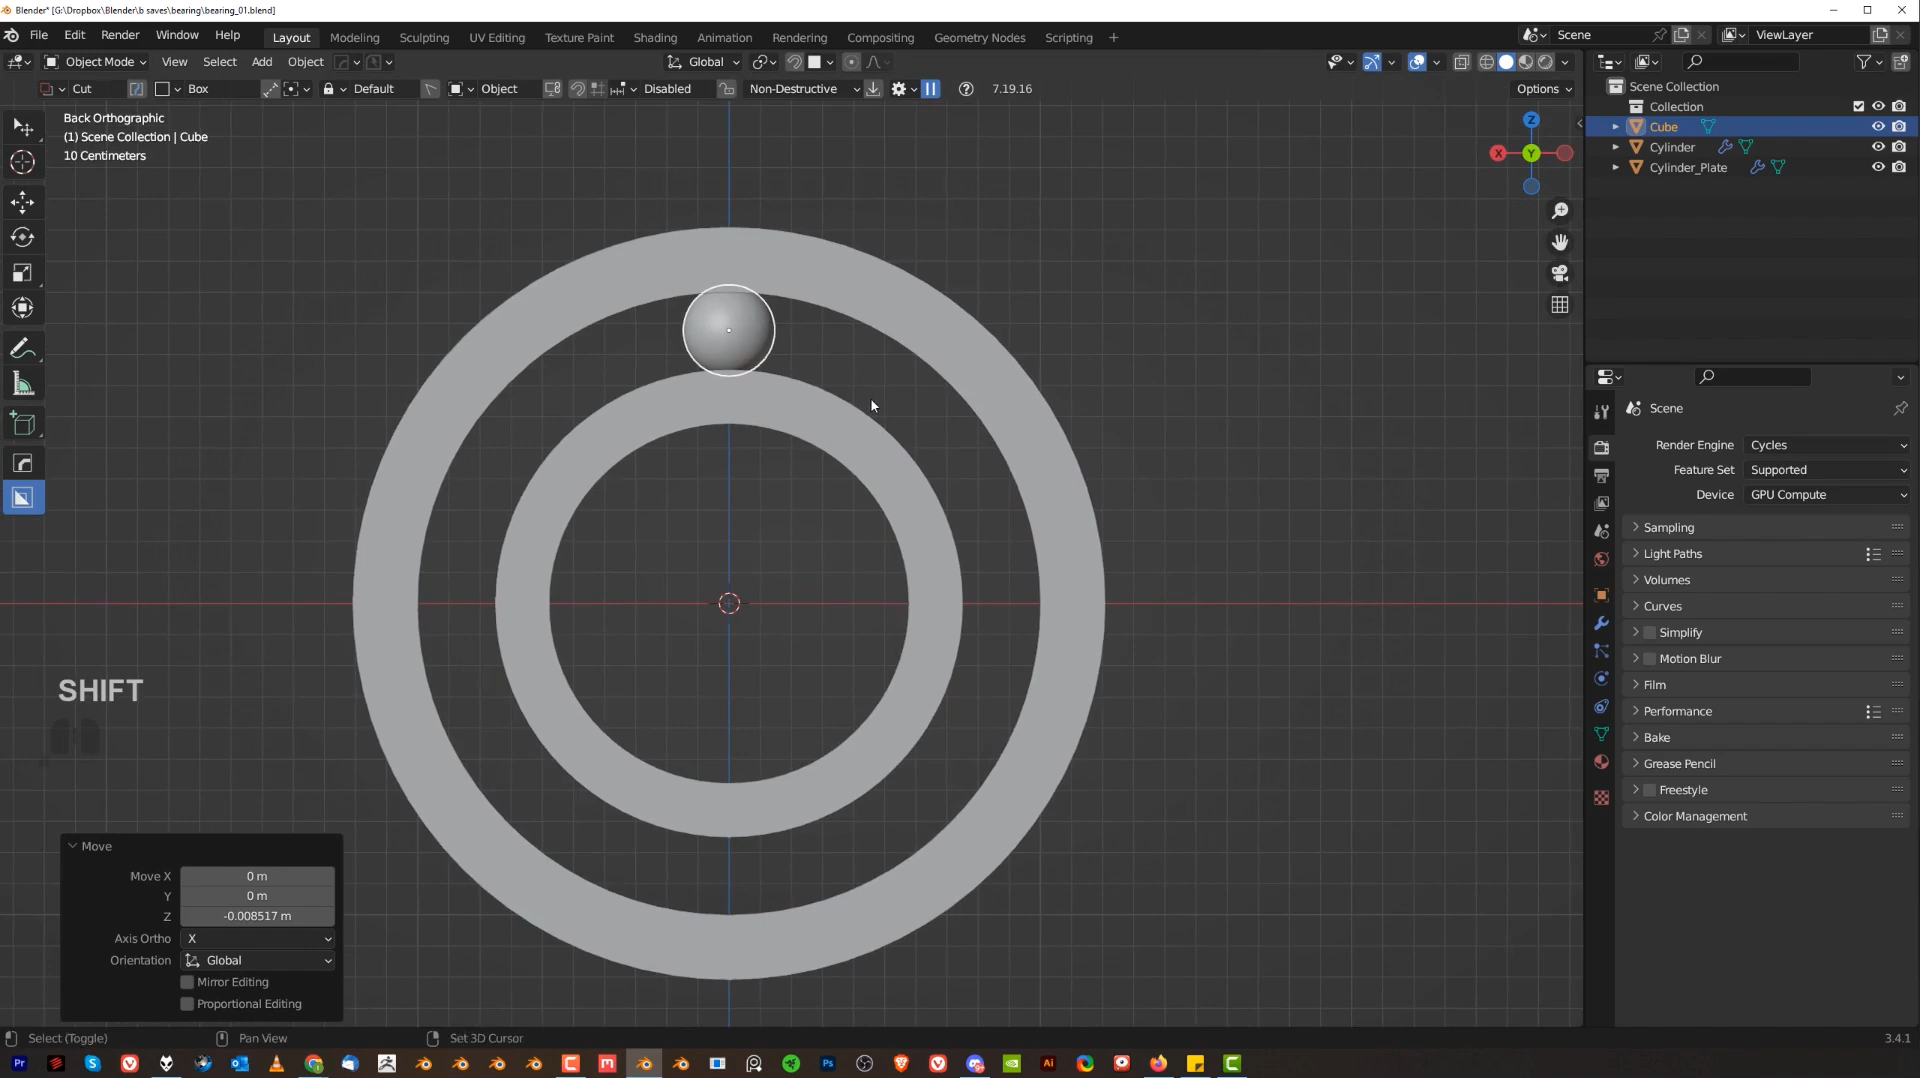 Blender* [G:\Dropbox\Blender\b saves\bearing\bearing_01.blend]
File Edit Render Window Help Layout Modeling Sculpting UV Editing Texture Paint Shading Animation Rendering Compositing Geometry Nodes Scripting + Scene ViewLayer
Object Mode View Select Add Object Global
Cut Box Default Object Disabled Non-Destructive 7.19.16 Options
Back Orthographic
(1) Scene Collection | Cube
10 Centimeters
Z
X
Y
SHIFT
Move
Move X 0 m
Y 0 m
Z -0.008517 m
Axis Ortho X
Orientation Global
Mirror Editing
Proportional Editing
Scene Collection
Collection
Cube
Cylinder
Cylinder_Plate
Scene
Render Engine Cycles
Feature Set Supported
Device GPU Compute
Sampling
Light Paths
Volumes
Curves
Simplify
Motion Blur
Film
Performance
Bake
Grease Pencil
Freestyle
Color Management
Select (Toggle) Pan View Set 3D Cursor 3.4.1
Pr S Ps Ai